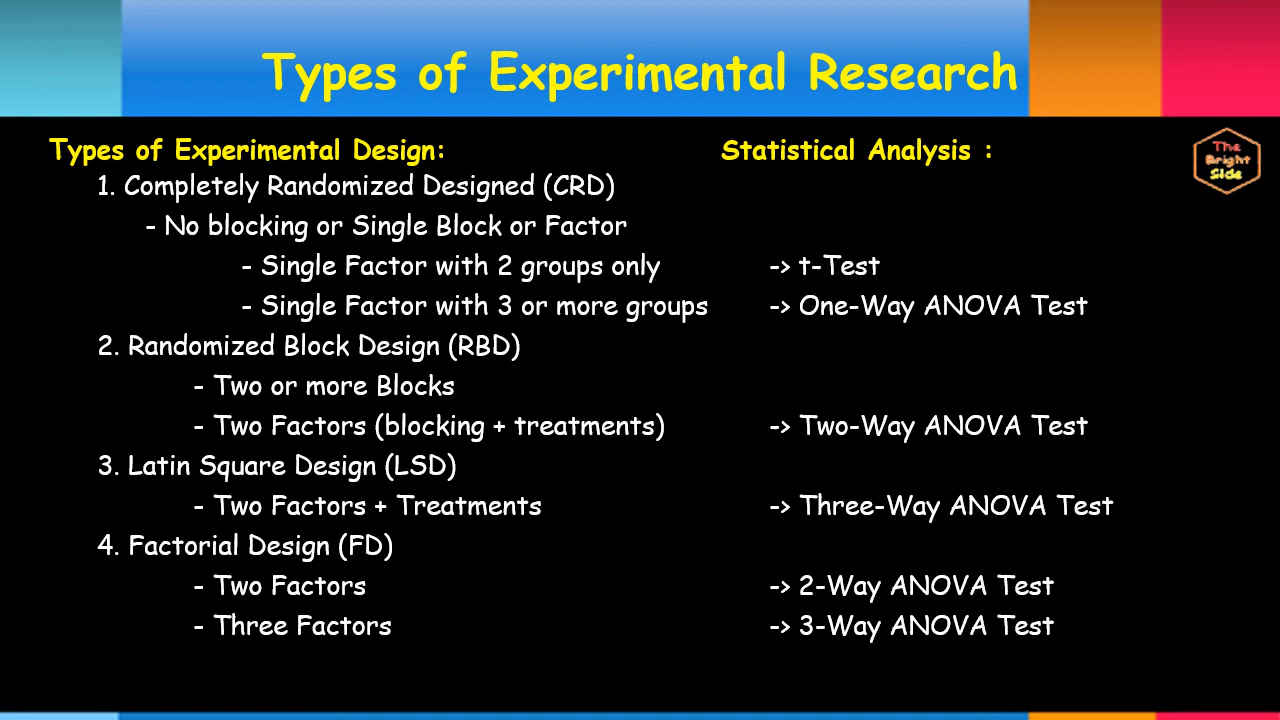 Types of Experimental Research
Types of Experimental Design: Statistical Analysis :
The
Bright
Side
1. Completely Randomized Designed (CRD)
- No blocking or Single Block or Factor
- Single Factor with 2 groups only -> t-Test
- Single Factor with 3 or more groups -> One-Way ANOVA Test
2. Randomized Block Design (RBD)
- Two or more Blocks
- Two Factors (blocking + treatments) -> Two-Way ANOVA Test
3. Latin Square Design (LSD)
- Two Factors + Treatments -> Three-Way ANOVA Test
4. Factorial Design (FD)
- Two Factors -> 2-Way ANOVA Test
- Three Factors -> 3-Way ANOVA Test